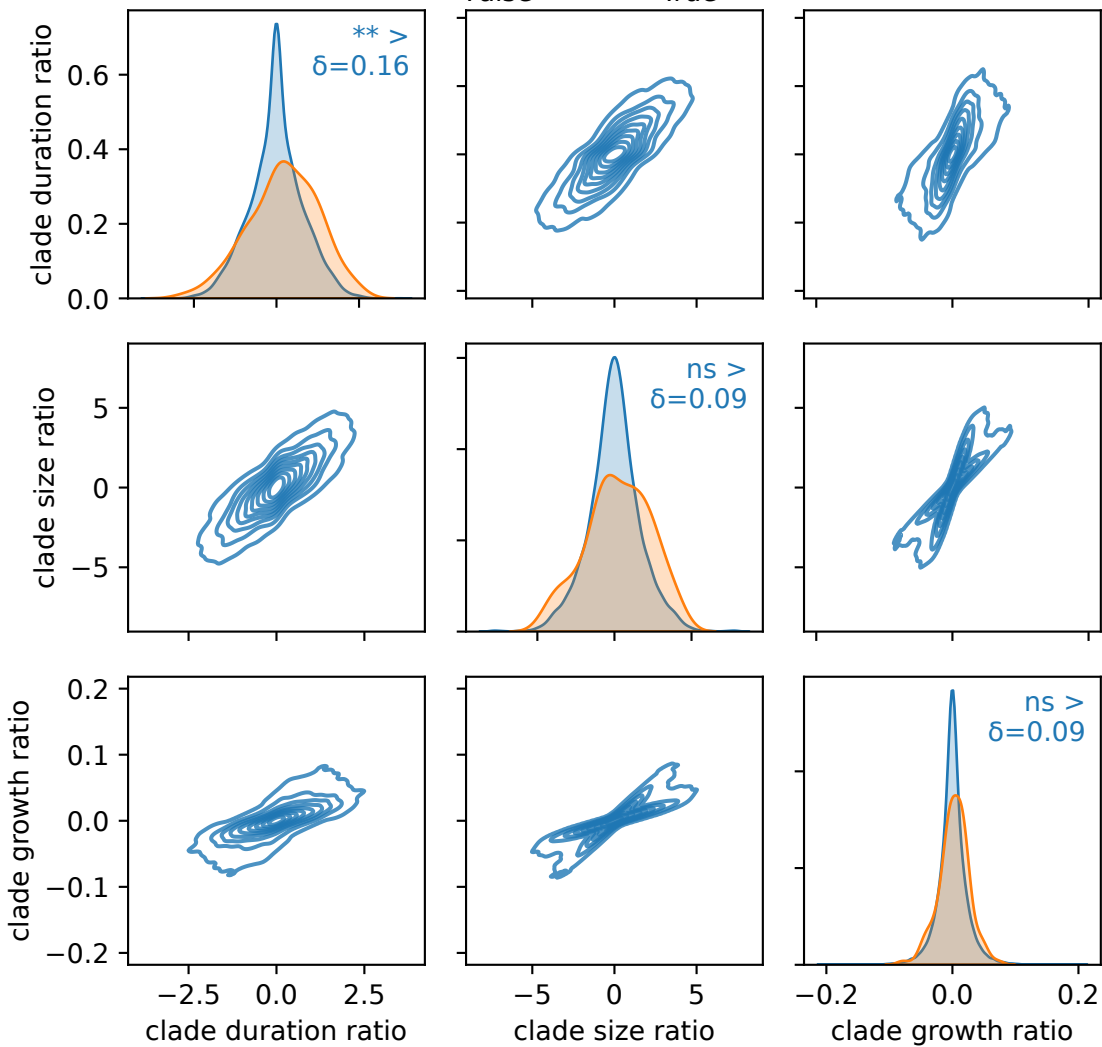 clade duration ratio
0.6
0.4
0.2
0.0
** >
δ=0.16
clade size ratio
5
0
−5
ns >
δ=0.09
clade growth ratio
0.2
0.1
0.0
−0.1
−0.2
ns >
δ=0.09
−2.5 0.0 2.5
−5 0 5
−0.2 0.0 0.2
clade duration ratio
clade size ratio
clade growth ratio